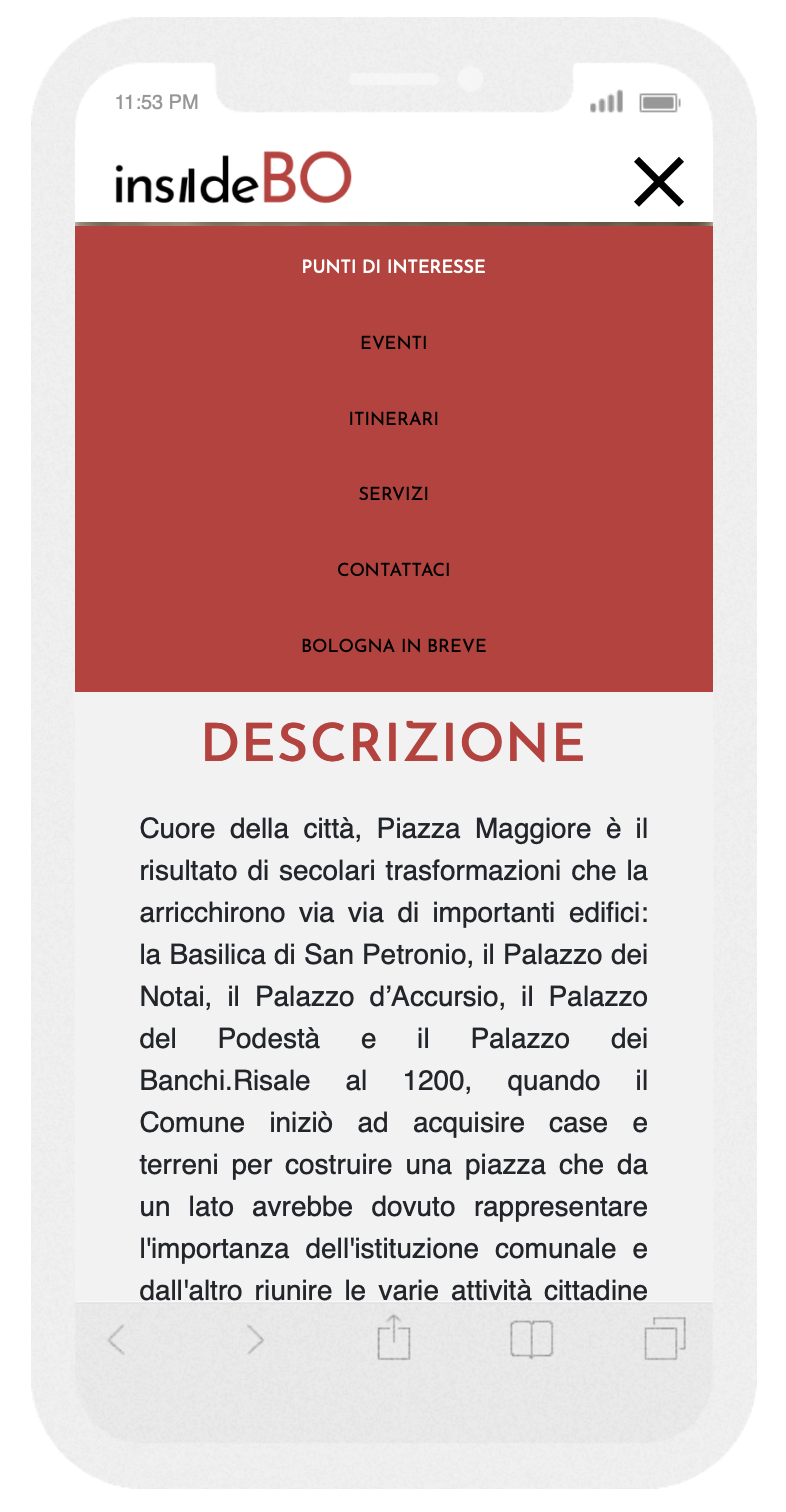 11:53 PM
insideBO
PUNTI DI INTERESSE
EVENTI
ITINERARI
SERVIZI
CONTATTACI
BOLOGNA IN BREVE
DESCRIZIONE
Cuore della città, Piazza Maggiore è il
risultato di secolari trasformazioni che la
arricchirono via via di importanti edifici:
la Basilica di San Petronio, il Palazzo dei
Notai, il Palazzo d’Accursio, il Palazzo
del Podestà e il Palazzo dei
Banchi.Risale al 1200, quando il
Comune iniziò ad acquisire case e
terreni per costruire una piazza che da
un lato avrebbe dovuto rappresentare
l'importanza dell'istituzione comunale e
dall'altro riunire le varie attività cittadine